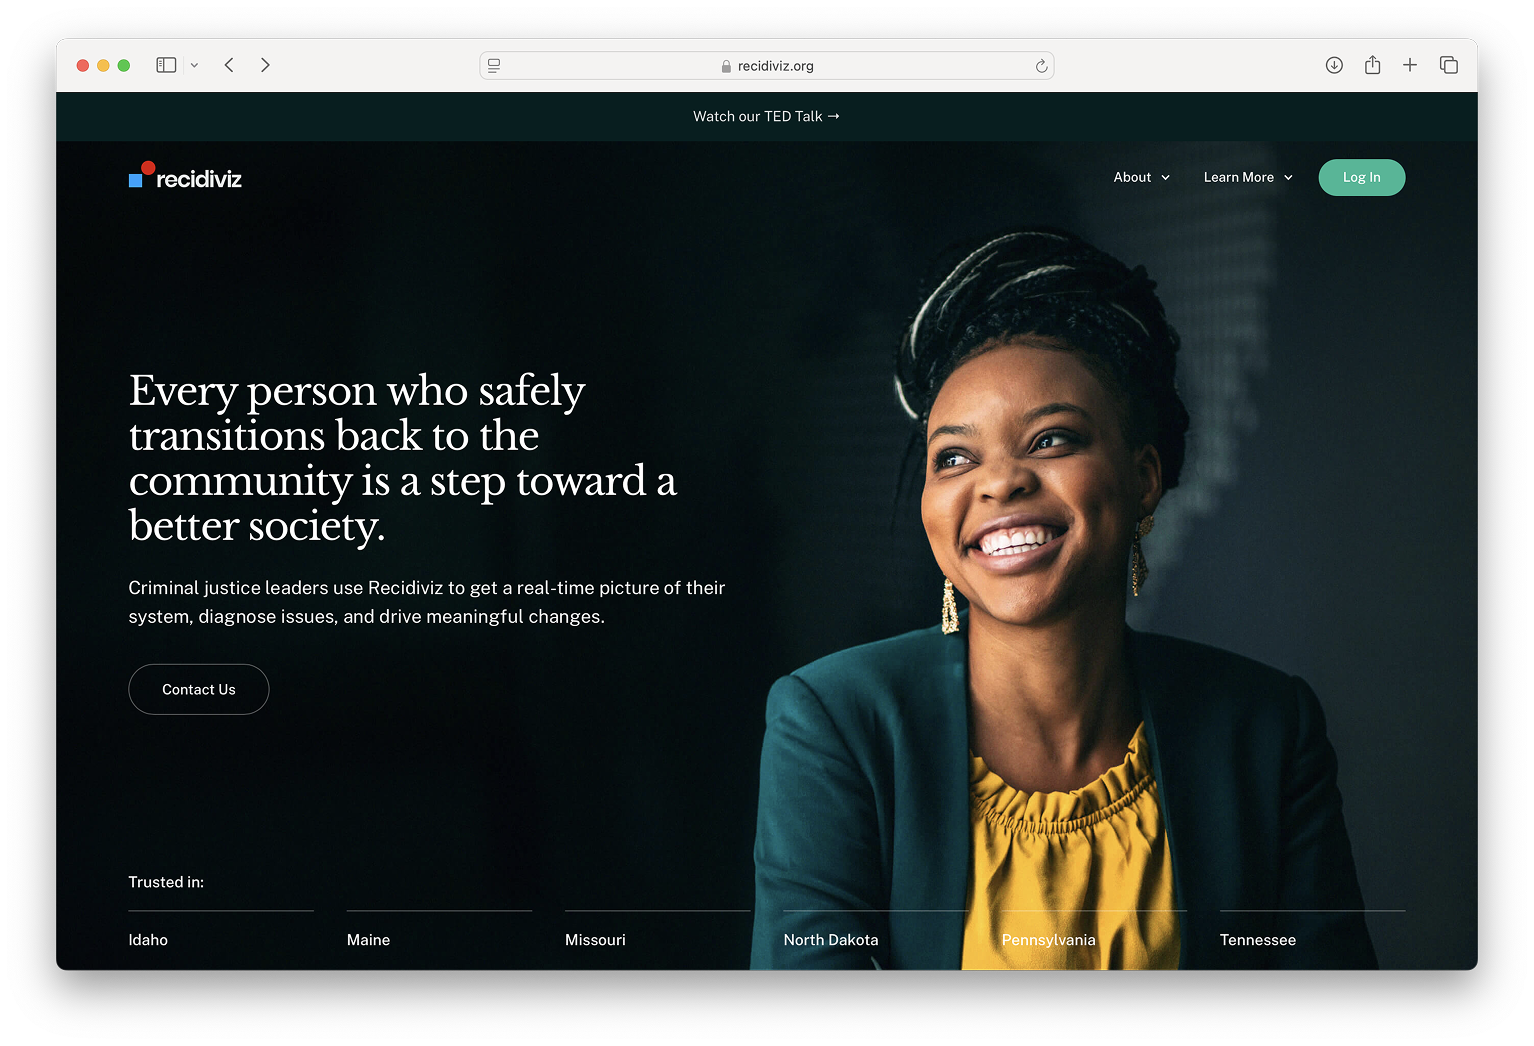 recidiviz.org
Watch our TED Talk →
recidiviz
About
Learn More
Log In
Every person who safely
transitions back to the
community is a step toward a
better society.
Criminal justice leaders use Recidiviz to get a real-time picture of their
system, diagnose issues, and drive meaningful changes.
Contact Us
Trusted in:
Idaho
Maine
Missouri
North Dakota
Pennsylvania
Tennessee